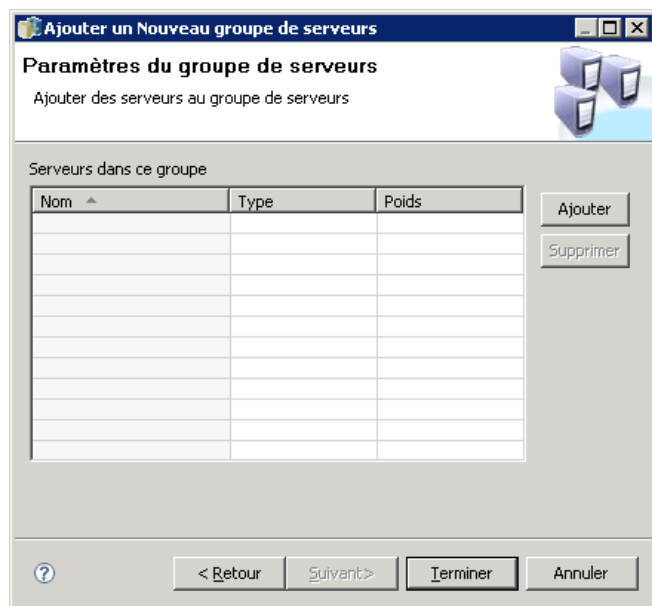 Ajouter un Nouveau groupe de serveurs
Paramètres du groupe de serveurs
Ajouter des serveurs au groupe de serveurs
Serveurs dans ce groupe
Nom Type Poids
Ajouter
Supprimer
? < Retour Suivant> Terminer Annuler